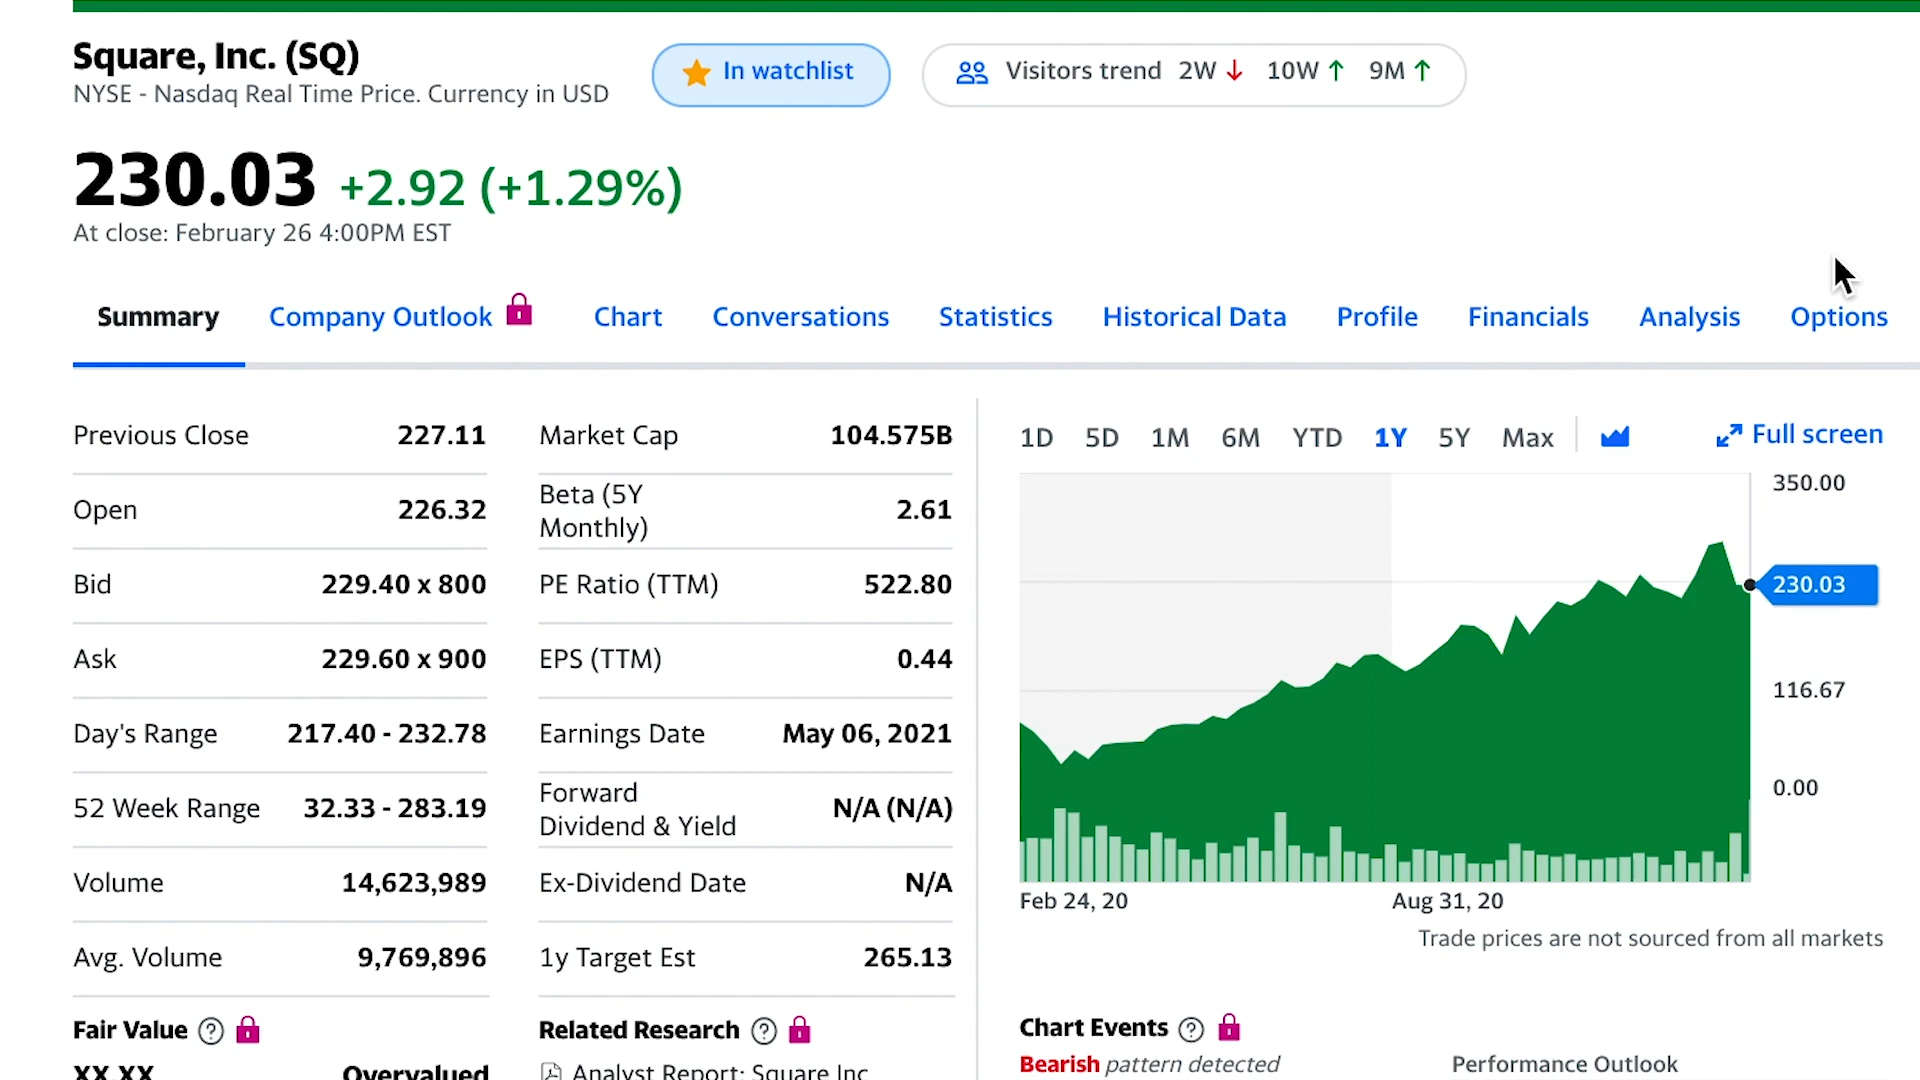 Square, Inc. (SQ)
NYSE - Nasdaq Real Time Price. Currency in USD
In watchlist
Visitors trend 2W 10W 9M
230.03 +2.92 (+1.29%)
At close: February 26 4:00PM EST
Summary Company Outlook Chart Conversations Statistics Historical Data Profile Financials Analysis Options
Previous Close 227.11
Open 226.32
Bid 229.40 x 800
Ask 229.60 x 900
Day's Range 217.40 - 232.78
52 Week Range 32.33 - 283.19
Volume 14,623,989
Avg. Volume 9,769,896
Market Cap 104.575B
Beta (5Y
Monthly) 2.61
PE Ratio (TTM) 522.80
EPS (TTM) 0.44
Earnings Date May 06, 2021
Forward
Dividend & Yield N/A (N/A)
Ex-Dividend Date N/A
1y Target Est 265.13
1D 5D 1M 6M YTD 1Y 5Y Max Full screen
350.00
230.03
116.67
0.00
Feb 24, 20 Aug 31, 20
Trade prices are not sourced from all markets
Fair Value
XX.XX Overvalued
Related Research
Analyst Report: Square Inc
Chart Events
Bearish pattern detected
Performance Outlook